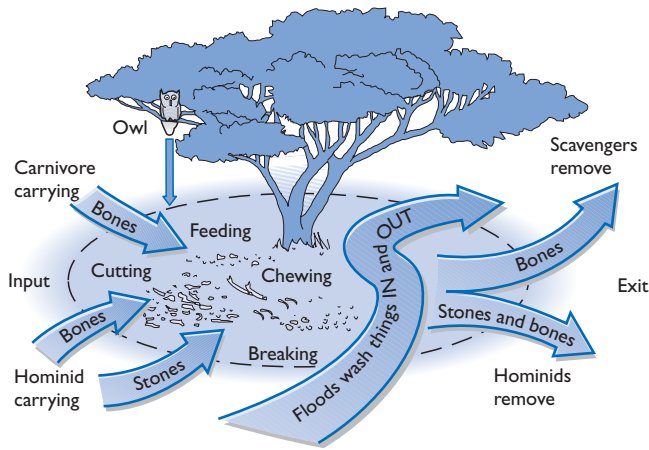 Owl
Scavengers
remove
Carnivore
carrying
Bones
Feeding
Floods wash things IN and OUT
Bones
Input
Cutting
Chewing
Exit
Bones
Stones and bones
Breaking
Hominid
carrying
Stones
Hominids
remove